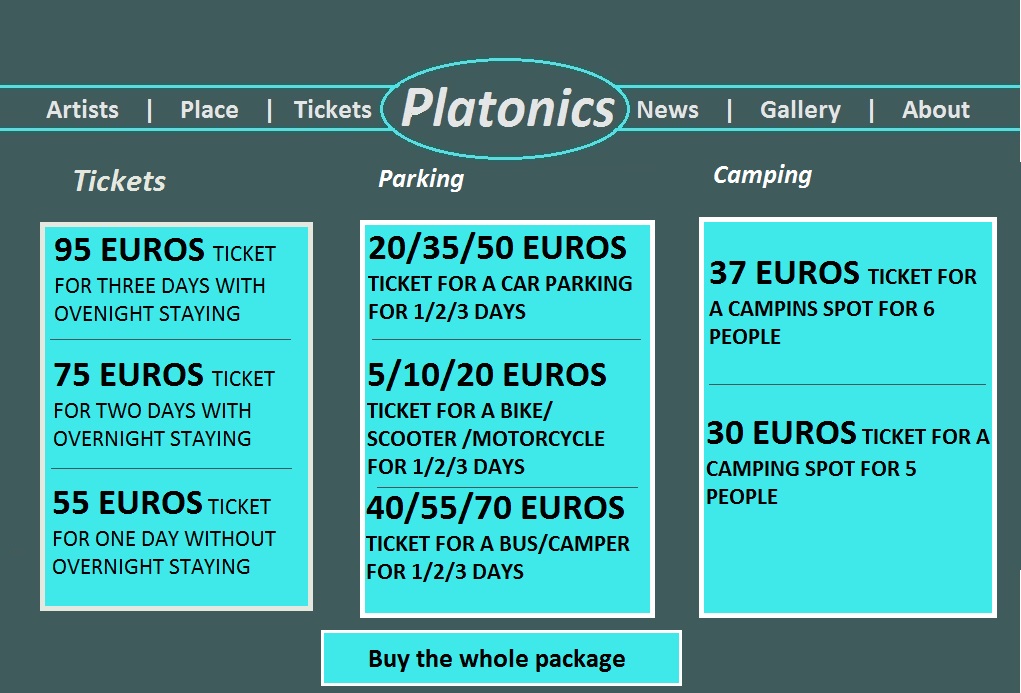 Artists | Place | Tickets Platonics News | Gallery | About
Tickets
95 EUROS TICKET
FOR THREE DAYS WITH
OVENIGHT STAYING
75 EUROS TICKET
FOR TWO DAYS WITH
OVERNIGHT STAYING
55 EUROS TICKET
FOR ONE DAY WITHOUT
OVERNIGHT STAYING
Parking
20/35/50 EUROS
TICKET FOR A CAR PARKING
FOR 1/2/3 DAYS
5/10/20 EUROS
TICKET FOR A BIKE/
SCOOTER /MOTORCYCLE
FOR 1/2/3 DAYS
40/55/70 EUROS
TICKET FOR A BUS/CAMPER
FOR 1/2/3 DAYS
Camping
37 EUROS TICKET FOR
A CAMPINS SPOT FOR 6
PEOPLE
30 EUROS TICKET FOR A
CAMPING SPOT FOR 5
PEOPLE
Buy the whole package